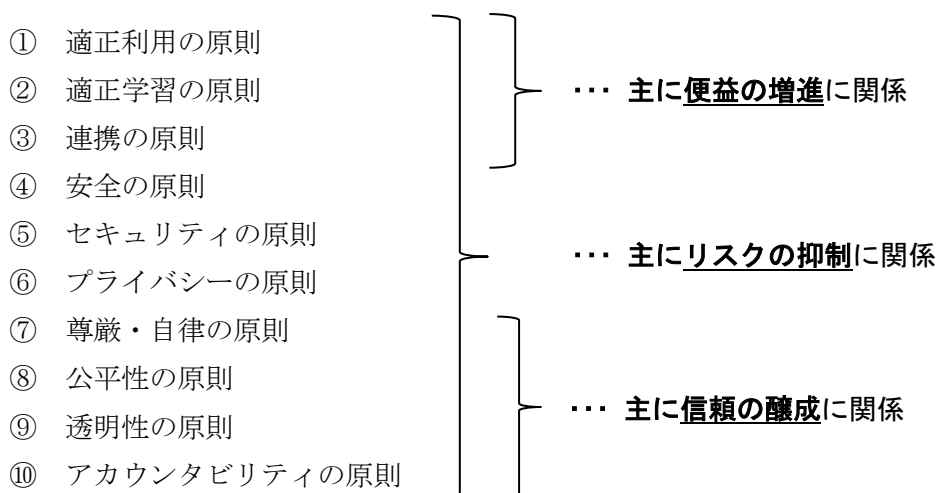 ① 適正利用の原則
② 適正学習の原則
･･･ 主に便益の増進に関係
③ 連携の原則
④ 安全の原則
⑤ セキュリティの原則
･･･ 主にリスクの抑制に関係
⑥ プライバシーの原則
⑦ 尊厳・自律の原則
⑧ 公平性の原則
⑨ 透明性の原則
･･･ 主に信頼の醸成に関係
⑩ アカウンタビリティの原則